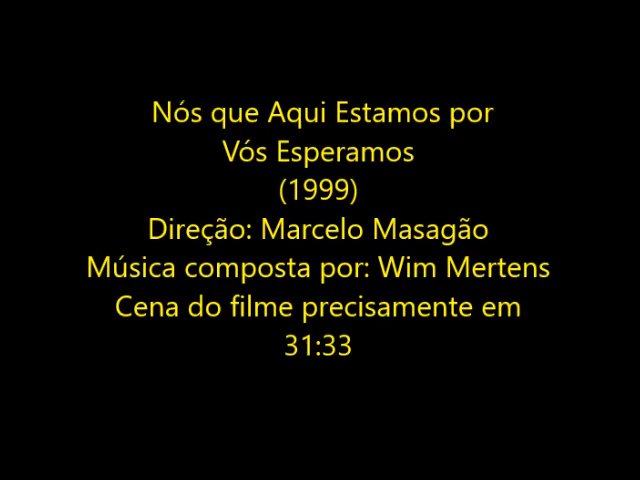 Nós que Aqui Estamos por
Vós Esperamos
(1999)
Direção: Marcelo Masagão
Música composta por: Wim Mertens
Cena do filme precisamente em
31:33